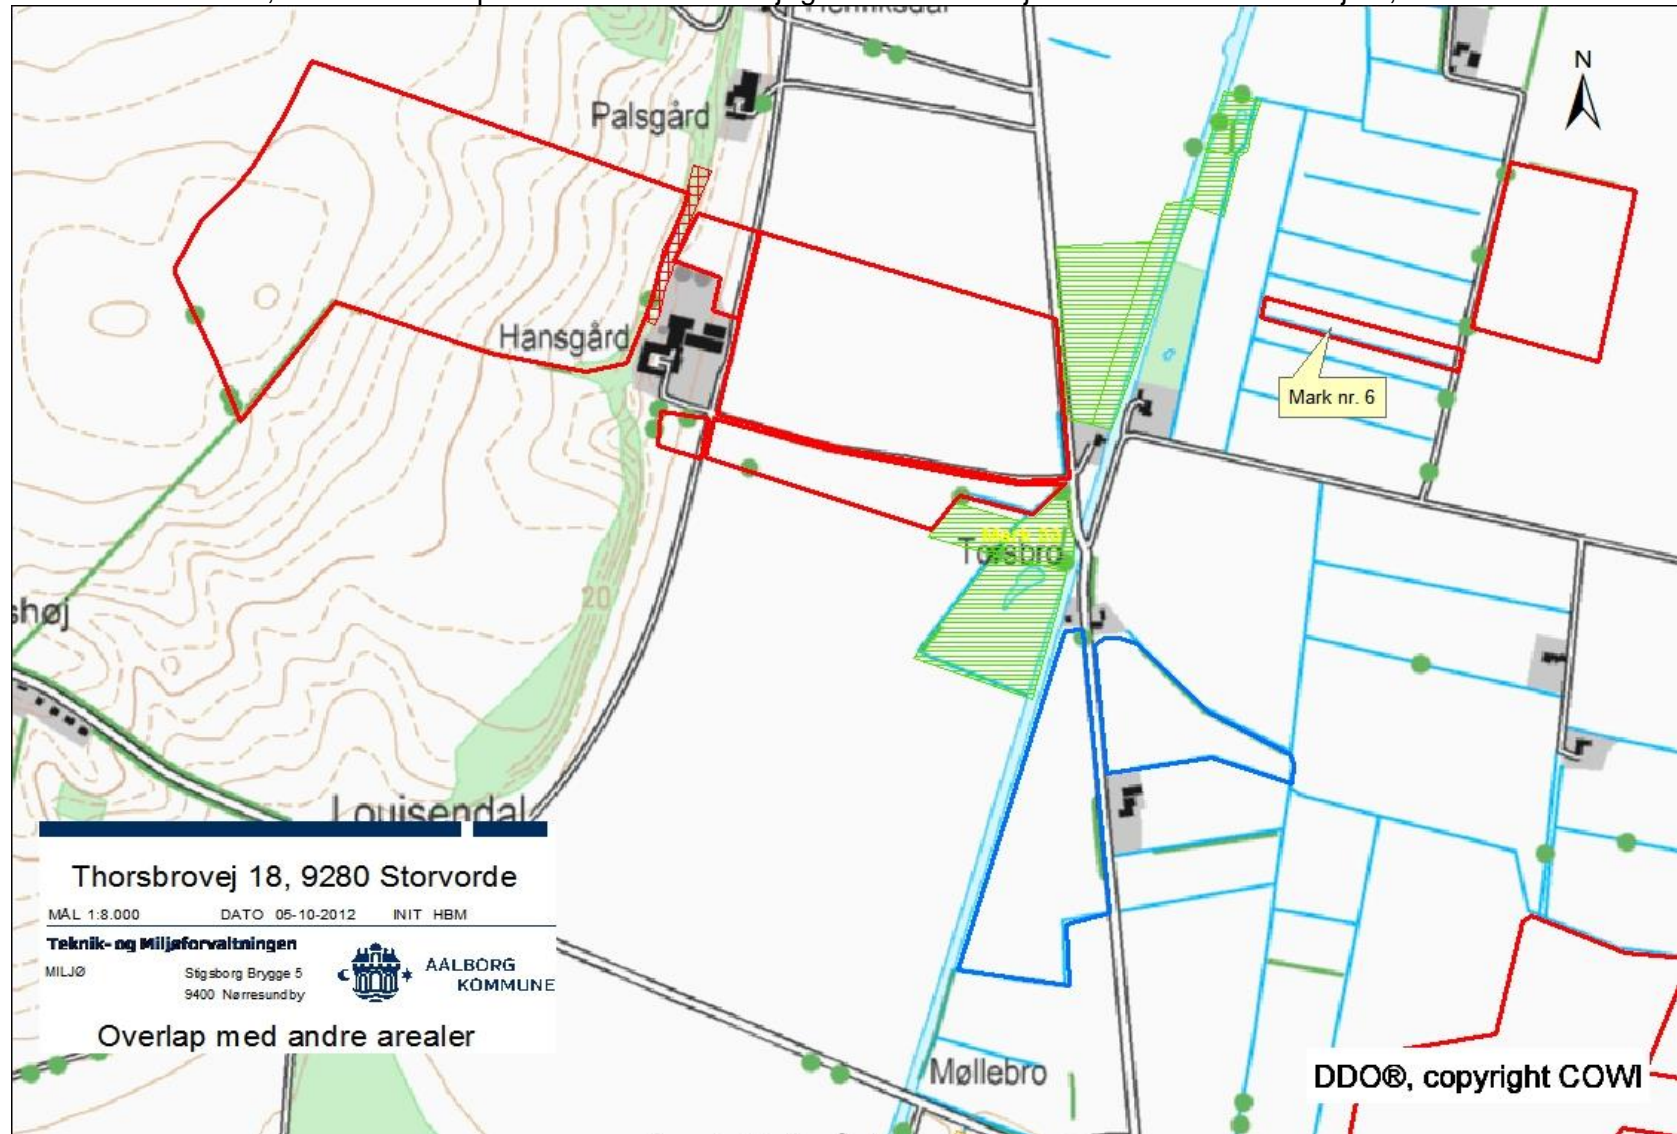 N
Palsgård
Hansgård
Mark nr. 6
Torsbro
20
shøj
Louisendal
Thorsbrovej 18, 9280 Storvorde
MÅL 1:8.000 DATO 05-10-2012 INIT HBM
Teknik- og Miljøforvaltningen
MILJØ
Stigsborg Brygge 5
9400 Nørresundby
AALBORG
KOMMUNE
Overlap med andre arealer
Møllebro
DDO®, copyright COWI